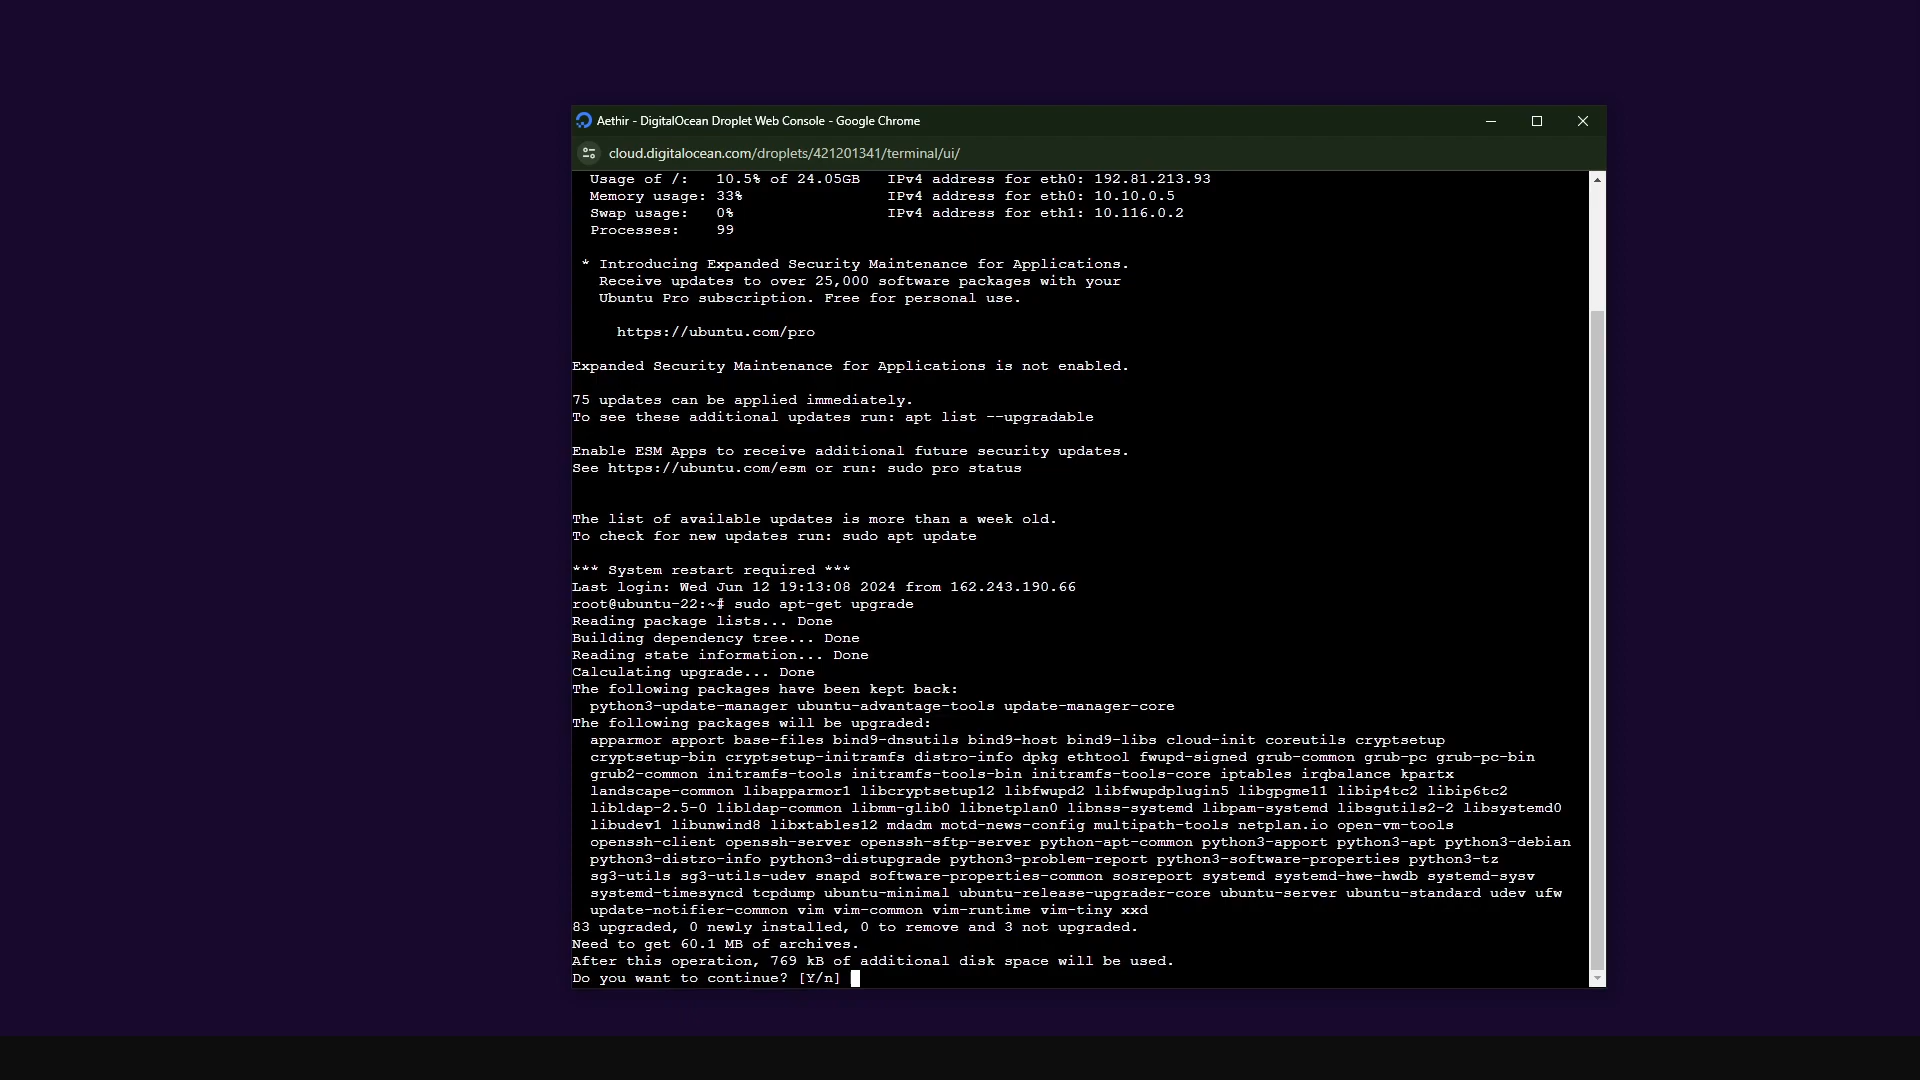 Aethir - DigitalOcean Droplet Web Console - Google Chrome
cloud.digitalocean.com/droplets/421201341/terminal/ui/
Usage of /:   10.5% of 24.05GB   IPv4 address for eth0: 192.81.213.93
Memory usage: 33%                IPv4 address for eth0: 10.10.0.5
Swap usage:   0%                 IPv4 address for eth1: 10.116.0.2
Processes:    99
* Introducing Expanded Security Maintenance for Applications.
Receive updates to over 25,000 software packages with your
Ubuntu Pro subscription. Free for personal use.
https://ubuntu.com/pro
Expanded Security Maintenance for Applications is not enabled.
75 updates can be applied immediately.
To see these additional updates run: apt list --upgradable
Enable ESM Apps to receive additional future security updates.
See https://ubuntu.com/esm or run: sudo pro status
The list of available updates is more than a week old.
To check for new updates run: sudo apt update
*** System restart required ***
Last login: Wed Jun 12 19:13:08 2024 from 162.243.190.66
root@ubuntu-22:~# sudo apt-get upgrade
Reading package lists... Done
Building dependency tree... Done
Reading state information... Done
Calculating upgrade... Done
The following packages have been kept back:
python3-update-manager ubuntu-advantage-tools update-manager-core
The following packages will be upgraded:
apparmor apport base-files bind9-dnsutils bind9-host bind9-libs cloud-init coreutils cryptsetup
cryptsetup-bin cryptsetup-initramfs distro-info dpkg ethtool fwupd-signed grub-common grub-pc grub-pc-bin
grub2-common initramfs-tools initramfs-tools-bin initramfs-tools-core iptables irqbalance kpartx
landscape-common libapparmor1 libcryptsetup12 libfwupd2 libfwupdplugin5 libgpgme11 libip4tc2 libip6tc2
libldap-2.5-0 libldap-common libmm-glib0 libnetplan0 libnss-systemd libpam-systemd libsgutils2-2 libsystemd0
libudev1 libunwind8 libxtables12 mdadm motd-news-config multipath-tools netplan.io open-vm-tools
openssh-client openssh-server openssh-sftp-server python-apt-common python3-apport python3-apt python3-debian
python3-distro-info python3-distupgrade python3-problem-report python3-software-properties python3-tz
sg3-utils sg3-utils-udev snapd software-properties-common sosreport systemd systemd-hwe-hwdb systemd-sysv
systemd-timesyncd tcpdump ubuntu-minimal ubuntu-release-upgrader-core ubuntu-server ubuntu-standard udev ufw
update-notifier-common vim vim-common vim-runtime vim-tiny xxd
83 upgraded, 0 newly installed, 0 to remove and 3 not upgraded.
Need to get 60.1 MB of archives.
After this operation, 769 kB of additional disk space will be used.
Do you want to continue? [Y/n]